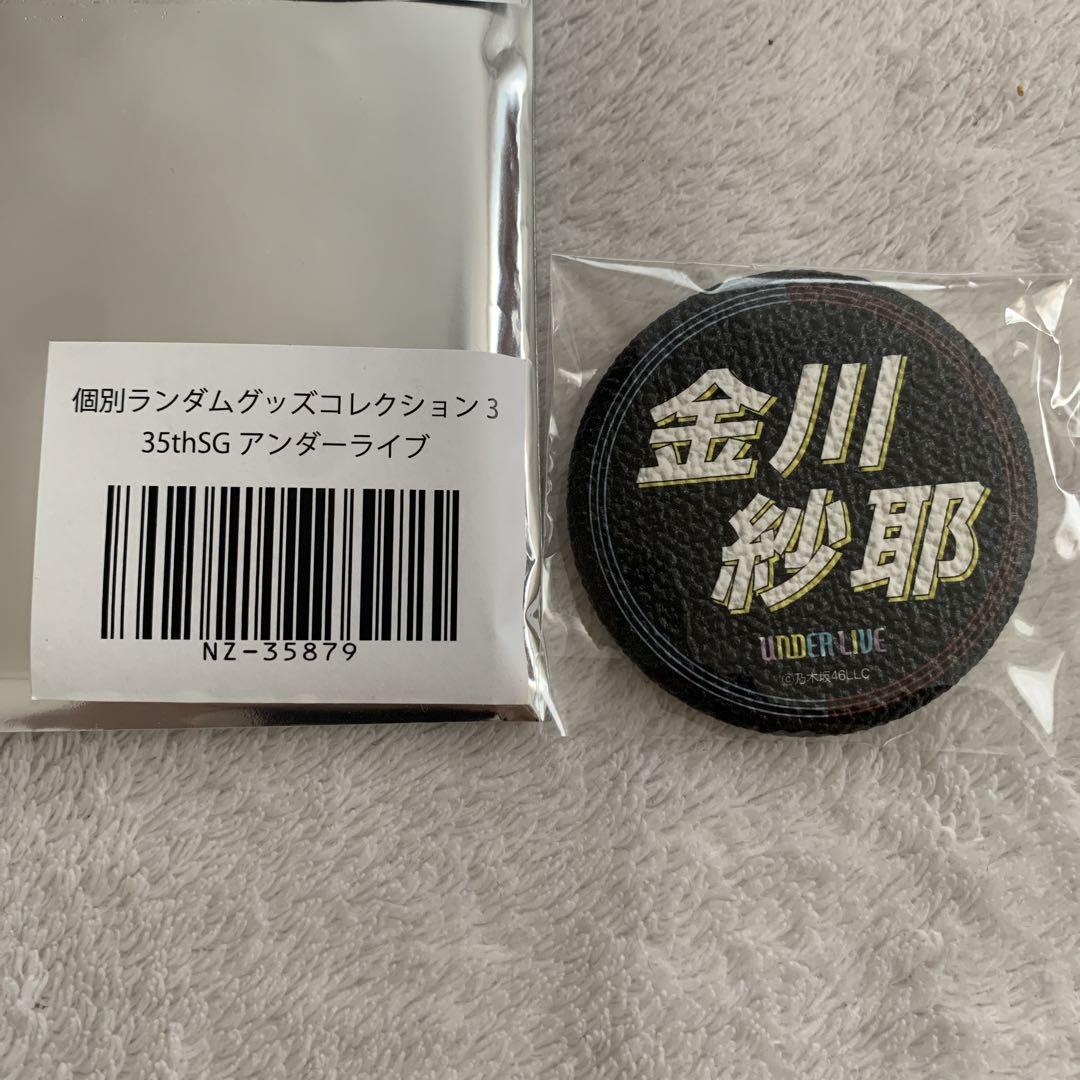 個別ランダムグッズコレクション 3
35thSG アンダーライブ
NZ-35879
金川
紗耶
UNDER LIVE
©乃木坂46LLC